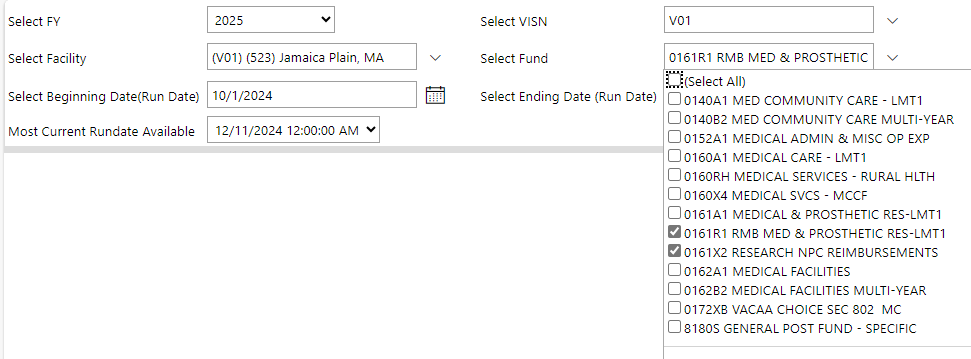 Select FY 2025 Select VISN V01
Select Facility (V01) (523) Jamaica Plain, MA Select Fund 0161R1 RMB MED & PROSTHETIC
Select Beginning Date(Run Date) 10/1/2024 Select Ending Date (Run Date)
Most Current Rundate Available 12/11/2024 12:00:00 AM
(Select All)
0140A1 MED COMMUNITY CARE - LMT1
0140B2 MED COMMUNITY CARE MULTI-YEAR
0152A1 MEDICAL ADMIN & MISC OP EXP
0160A1 MEDICAL CARE - LMT1
0160RH MEDICAL SERVICES - RURAL HLTH
0160X4 MEDICAL SVCS - MCCF
0161A1 MEDICAL & PROSTHETIC RES-LMT1
0161R1 RMB MED & PROSTHETIC RES-LMT1
0161X2 RESEARCH NPC REIMBURSEMENTS
0162A1 MEDICAL FACILITIES
0162B2 MEDICAL FACILITIES MULTI-YEAR
0172XB VACAA CHOICE SEC 802 MC
8180S GENERAL POST FUND - SPECIFIC